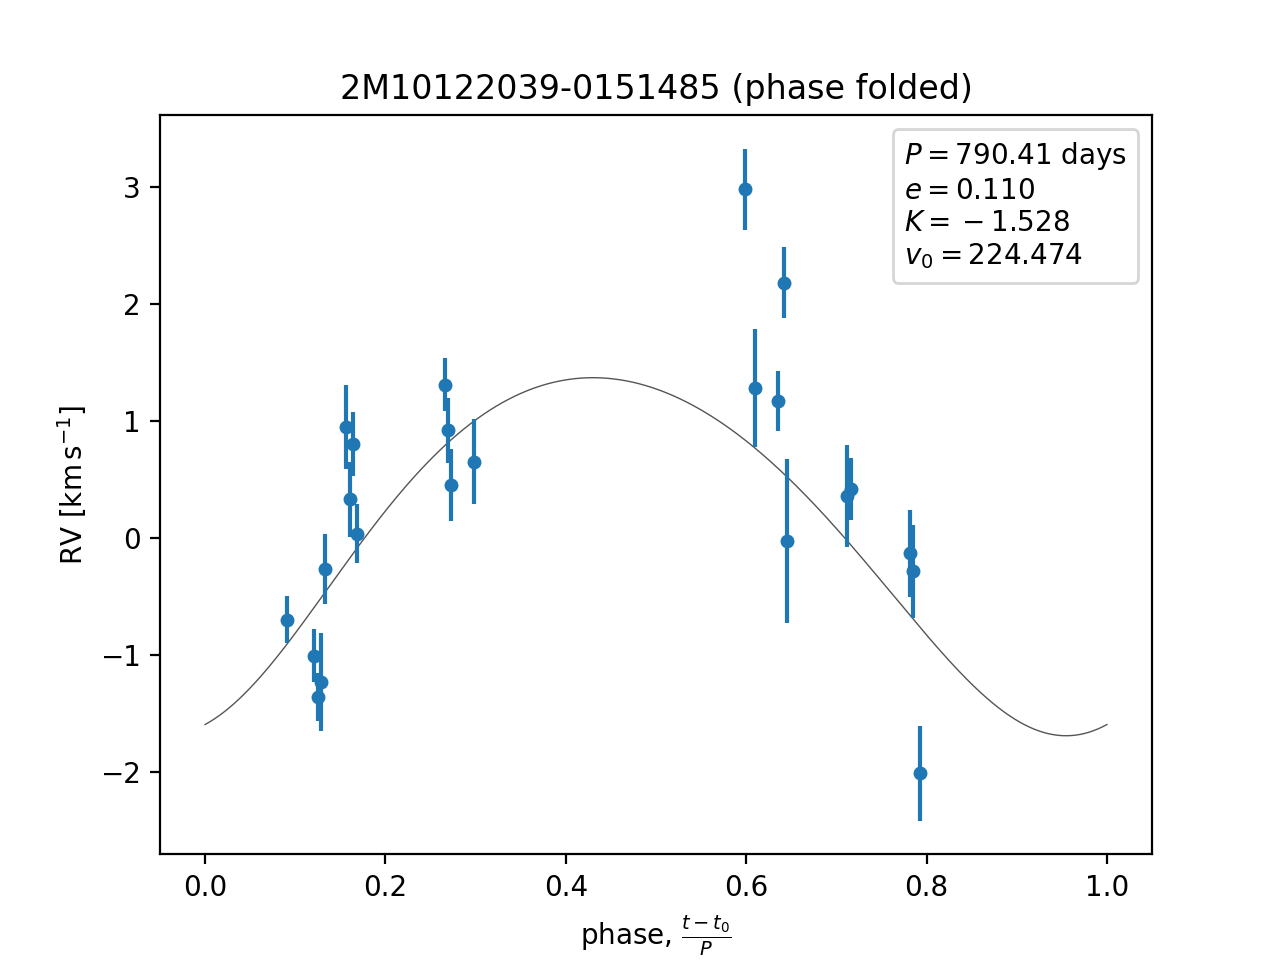 2M10122039-0151485 (phase folded)
P = 790.41 days
e = 0.110
K = −1.528
v₀ = 224.474
RV [km s⁻¹]
3
2
1
0
−1
−2
0.0 0.2 0.4 0.6 0.8 1.0
phase, (t − t₀)/P